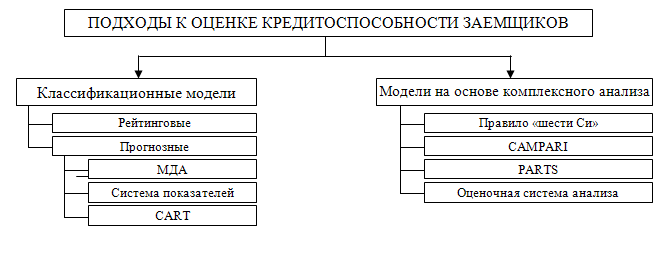 ПОДХОДЫ К ОЦЕНКЕ КРЕДИТОСПОСОБНОСТИ ЗАЕМЩИКОВ
Классификационные модели
Рейтинговые
Прогнозные
МДА
Система показателей
CART
Модели на основе комплексного анализа
Правило «шести Си»
CAMPARI
PARTS
Оценочная система анализа